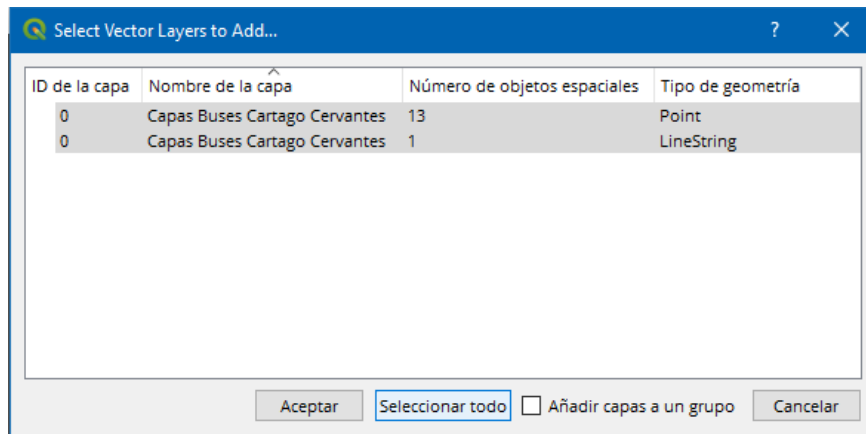 Select Vector Layers to Add... ? ×
ID de la capa Nombre de la capa Número de objetos espaciales Tipo de geometría
0 Capas Buses Cartago Cervantes 13 Point
0 Capas Buses Cartago Cervantes 1 LineString
Aceptar Seleccionar todo Añadir capas a un grupo Cancelar